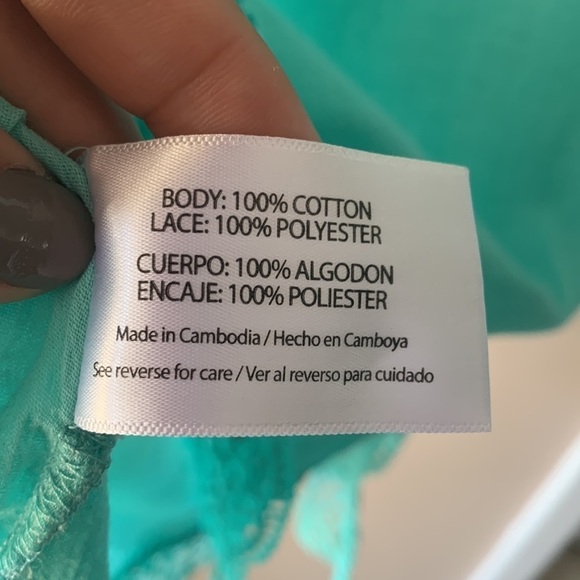 BODY: 100% COTTON
LACE: 100% POLYESTER
CUERPO: 100% ALGODON
ENCAJE: 100% POLIESTER
Made in Cambodia / Hecho en Camboya
See reverse for care / Ver al reverso para cuidado